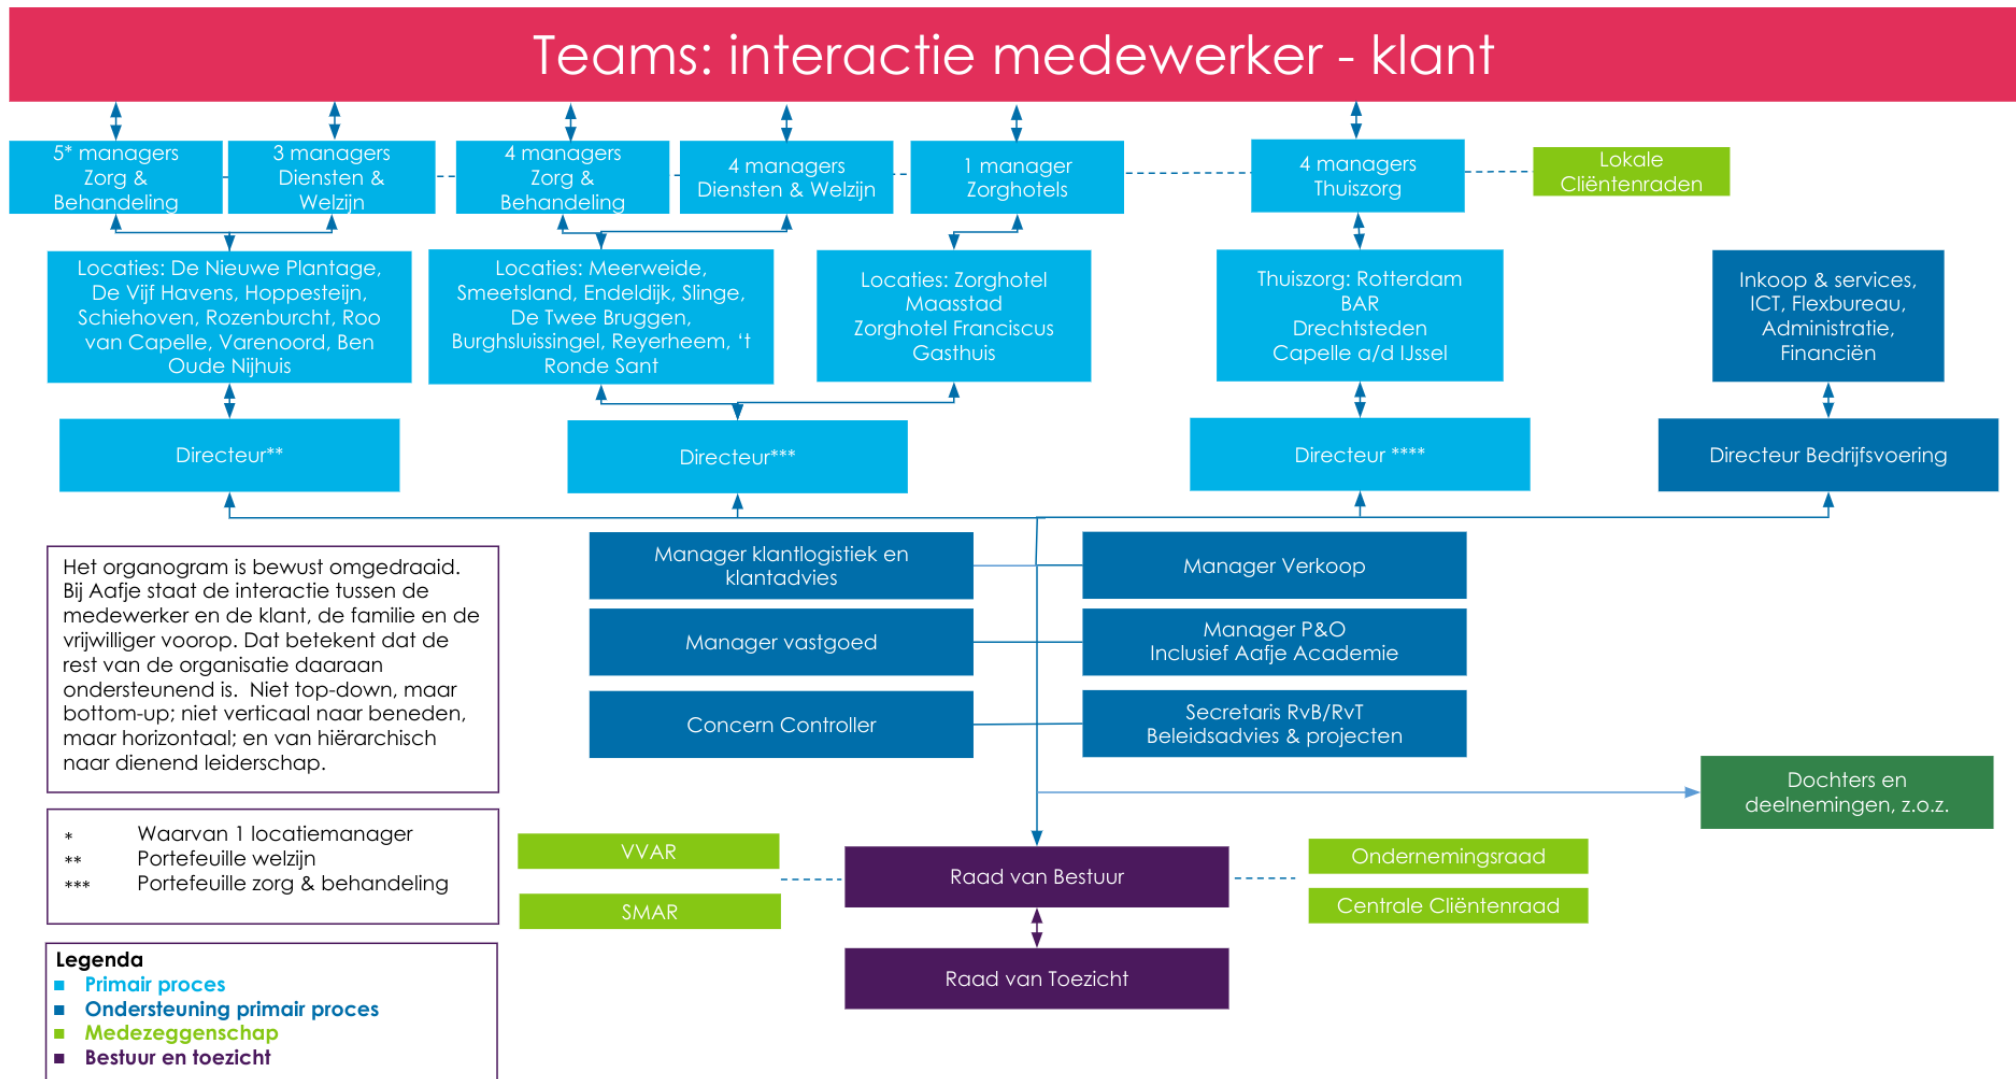 Teams: interactie medewerker - klant
5* managers
Zorg &
Behandeling
3 managers
Diensten &
Welzijn
4 managers
Zorg &
Behandeling
4 managers
Diensten & Welzijn
1 manager
Zorghotels
4 managers
Thuiszorg
Lokale
Cliëntenraden
Locaties: De Nieuwe Plantage,
De Vijf Havens, Hoppesteijn,
Schiehoven, Rozenburcht, Roo
van Capelle, Varenoord, Ben
Oude Nijhuis
Locaties: Meerweide,
Smeetsland, Endeldijk, Slinge,
De Twee Bruggen,
Burghsluissingel, Reyerheem, ‘t
Ronde Sant
Locaties: Zorghotel
Maasstad
Zorghotel Franciscus
Gasthuis
Thuiszorg: Rotterdam
BAR
Drechtsteden
Capelle a/d IJssel
Inkoop & services,
ICT, Flexbureau,
Administratie,
Financiën
Directeur**
Directeur***
Directeur ****
Directeur Bedrijfsvoering
Manager klantlogistiek en
klantadvies
Manager Verkoop
Manager vastgoed
Manager P&O
Inclusief Aafje Academie
Concern Controller
Secretaris RvB/RvT
Beleidsadvies & projecten
Het organogram is bewust omgedraaid.
Bij Aafje staat de interactie tussen de
medewerker en de klant, de familie en de
vrijwilliger voorop. Dat betekent dat de
rest van de organisatie daaraan
ondersteunend is.  Niet top-down, maar
bottom-up; niet verticaal naar beneden,
maar horizontaal; en van hiërarchisch
naar dienend leiderschap.
Dochters en
deelnemingen, z.o.z.
* Waarvan 1 locatiemanager
** Portefeuille welzijn
*** Portefeuille zorg & behandeling
VVAR
SMAR
Raad van Bestuur
Ondernemingsraad
Centrale Cliëntenraad
Raad van Toezicht
Legenda
Primair proces
Ondersteuning primair proces
Medezeggenschap
Bestuur en toezicht